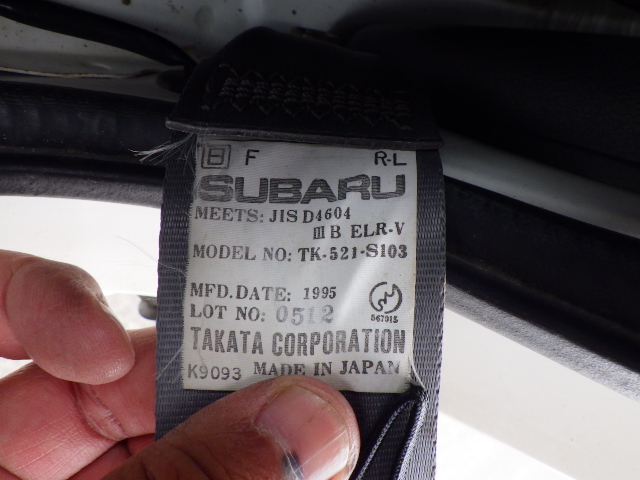 日 F R-L
SUBARU
MEETS: JIS D4604
III B ELR-V
MODEL NO: TK-521-S103
MFD. DATE: 1995
LOT NO: 0512
TAKATA CORPORATION
K9093 MADE IN JAPAN